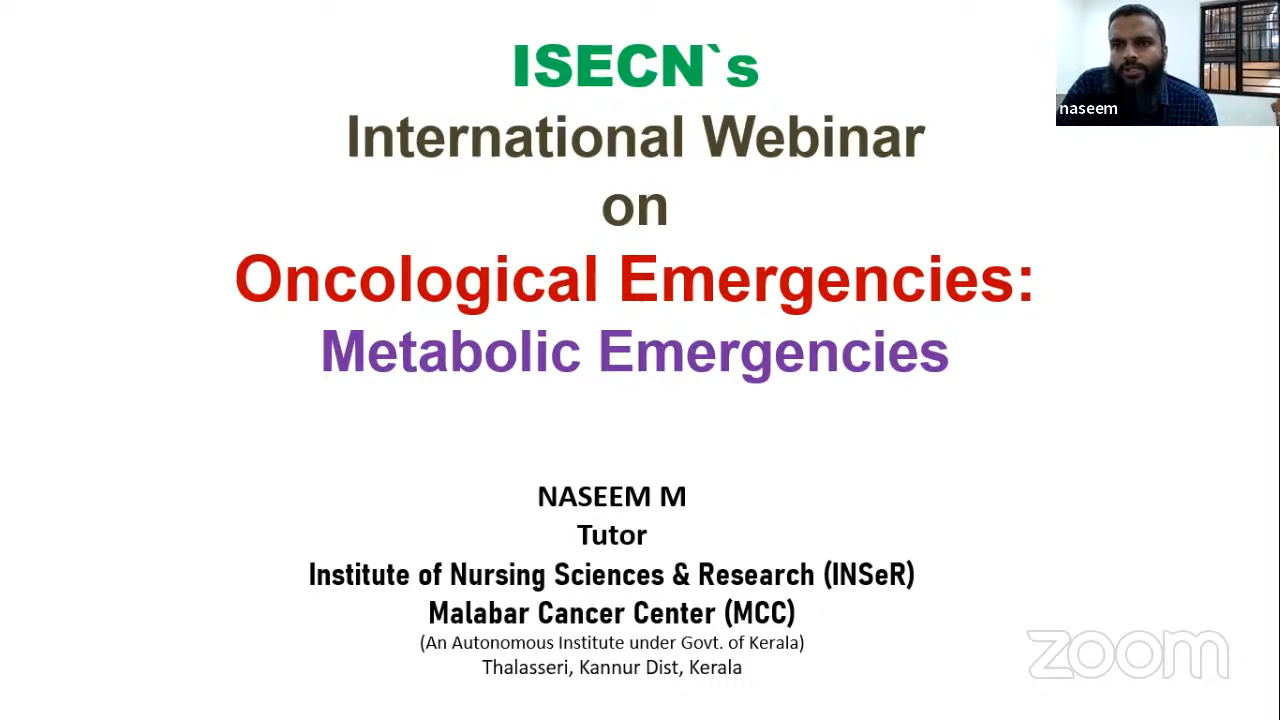 ISECN`s
International Webinar
on
Oncological Emergencies:
Metabolic Emergencies
naseem
NASEEM M
Tutor
Institute of Nursing Sciences & Research (INSeR)
Malabar Cancer Center (MCC)
(An Autonomous Institute under Govt. of Kerala)
Thalasseri, Kannur Dist, Kerala
zoom